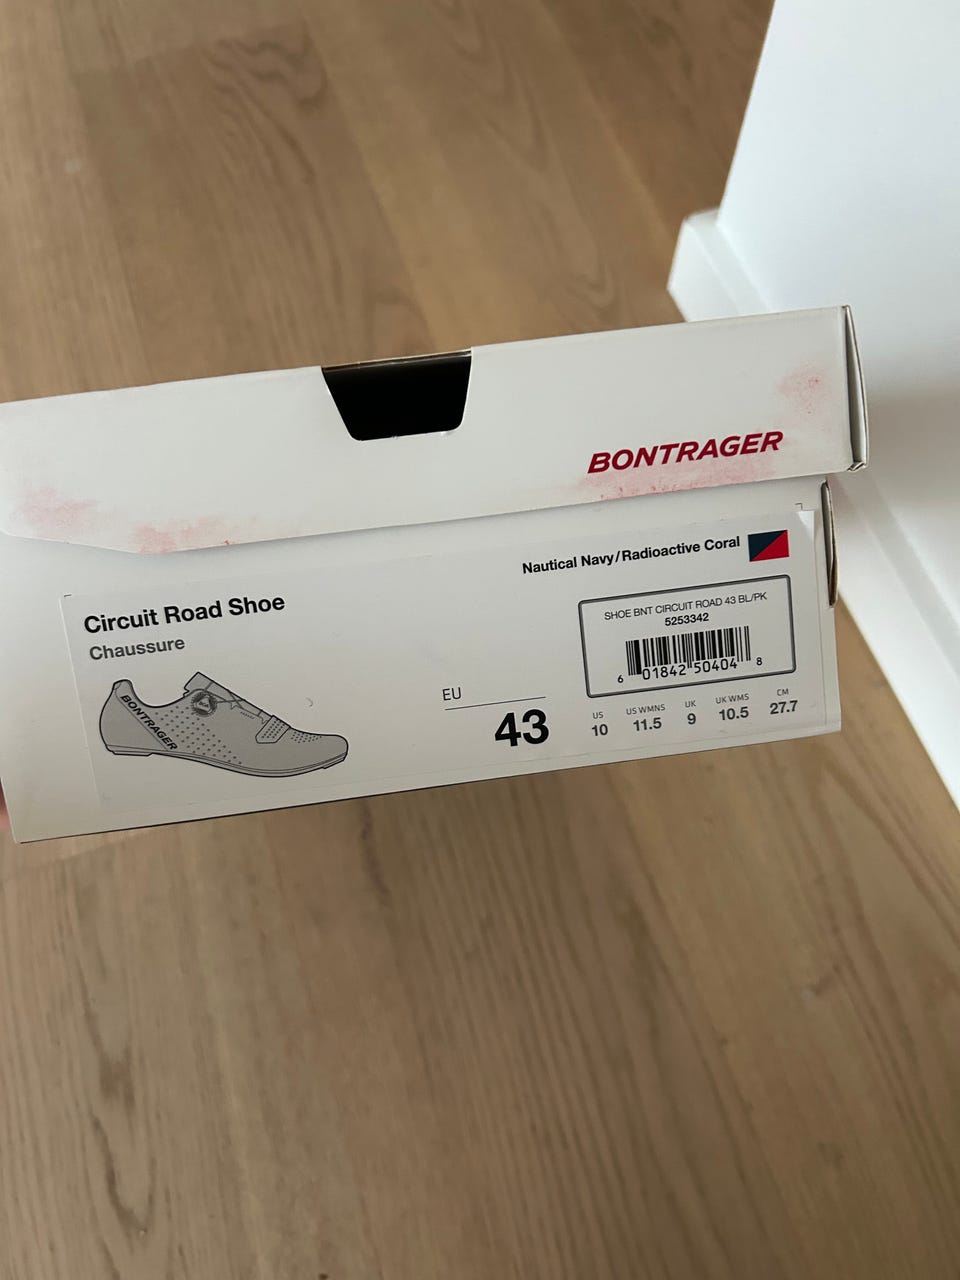 BONTRAGER
Nautical Navy/Radioactive Coral
Circuit Road Shoe
Chaussure
BONTRAGER
EU
43
SHOE BNT CIRCUIT ROAD 43 BL/PK
5253342
6 01842 50404 8
US US WMNS UK UK WMS CM
10 11.5 9 10.5 27.7